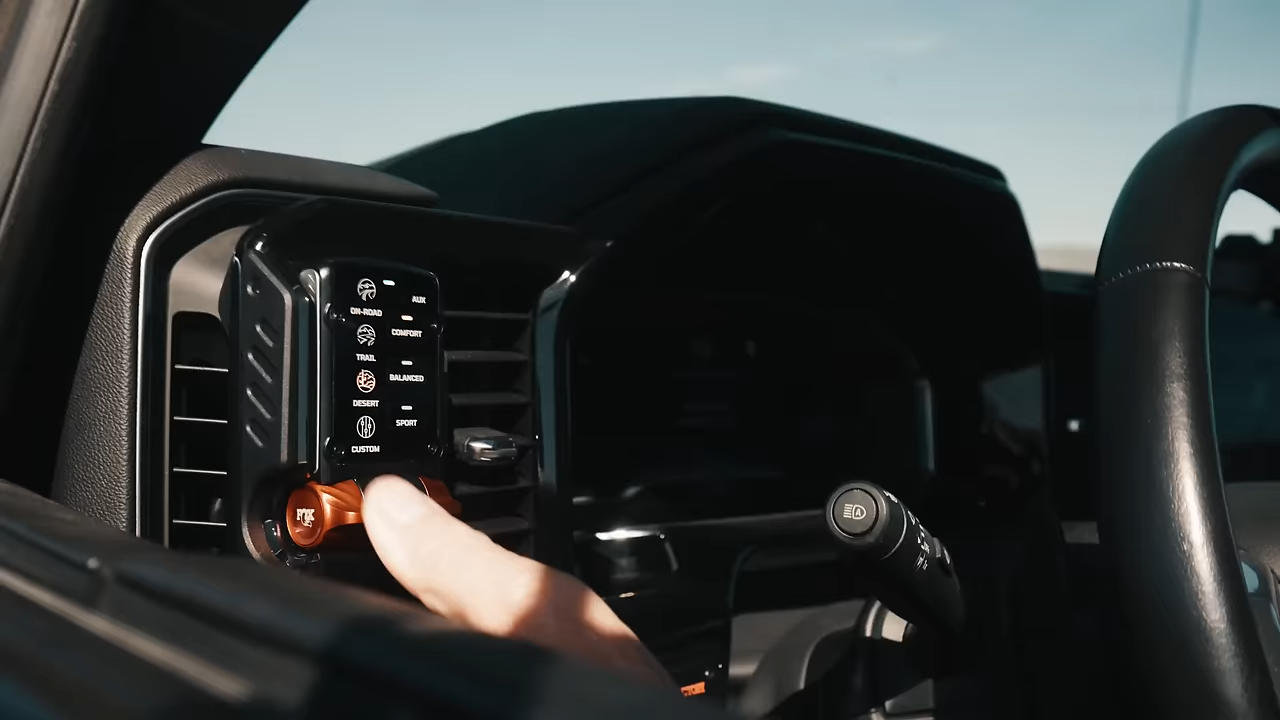 AUX
ON-ROAD
COMFORT
TRAIL
BALANCED
DESERT
SPORT
CUSTOM
FOX
A